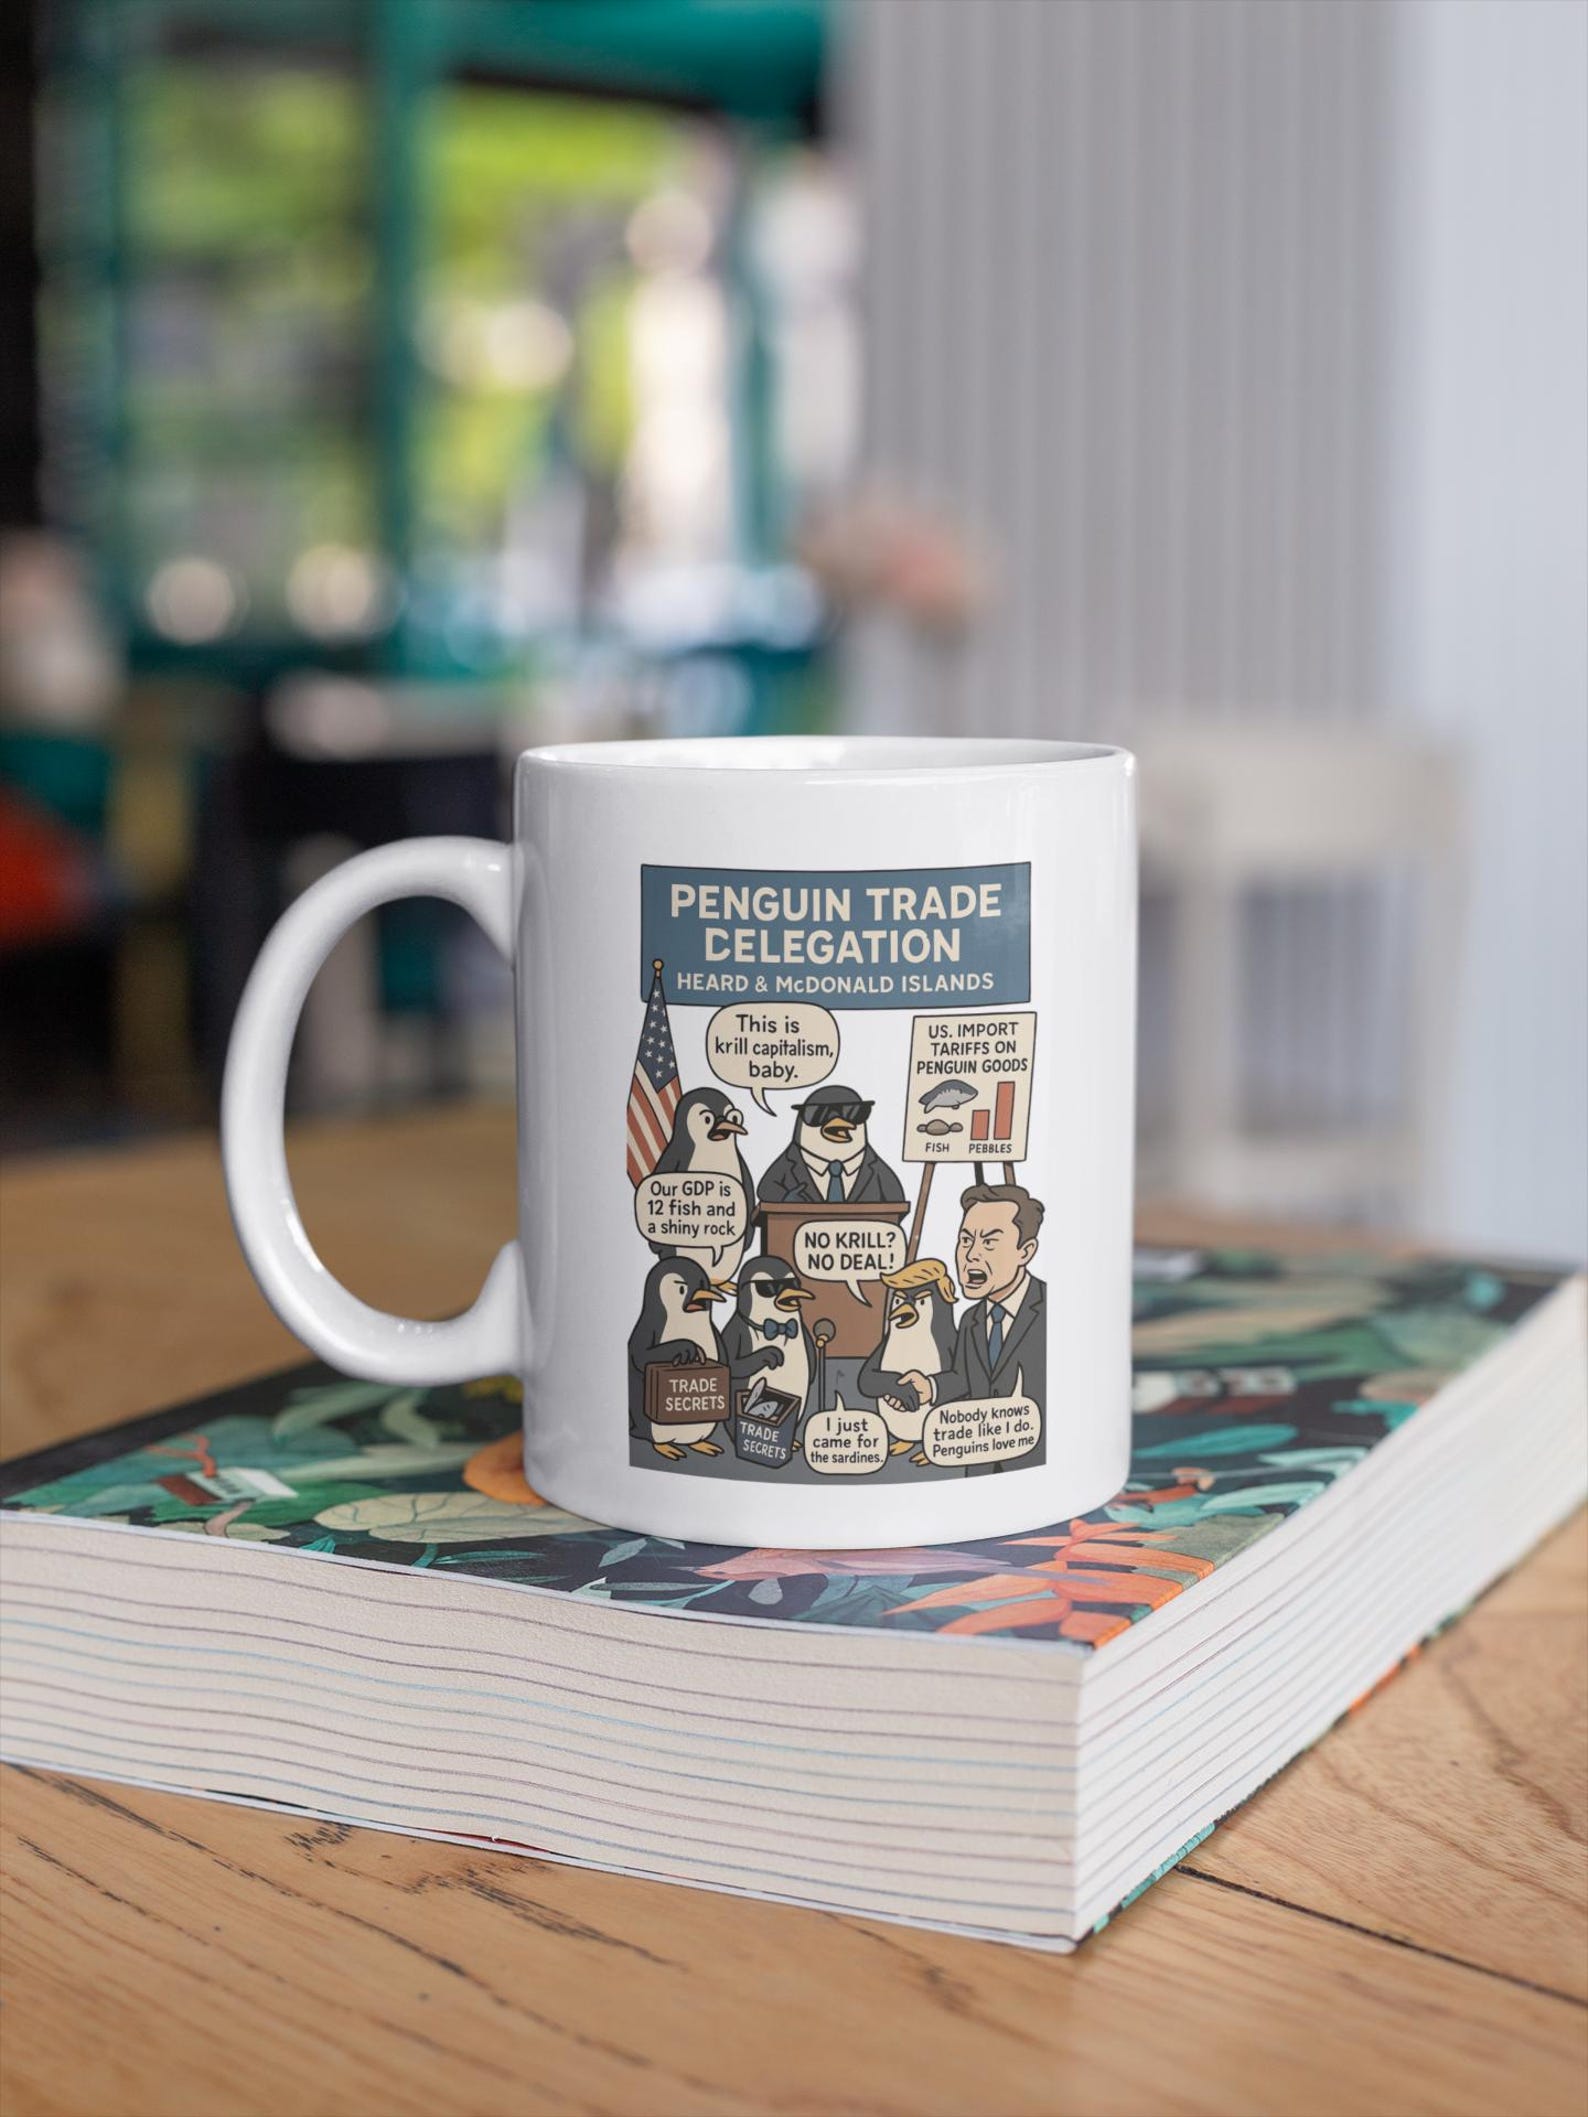 PENGUIN TRADE
DELEGATION
HEARD & McDONALD ISLANDS
This is
krill capitalism,
baby.
US. IMPORT
TARIFFS ON
PENGUIN GOODS
FISH PEBBLES
Our GDP is
12 fish and
a shiny rock
NO KRILL?
NO DEAL!
TRADE
SECRETS
TRADE
SECRETS
I just
came for
the sardines.
Nobody knows
trade like I do.
Penguins love me